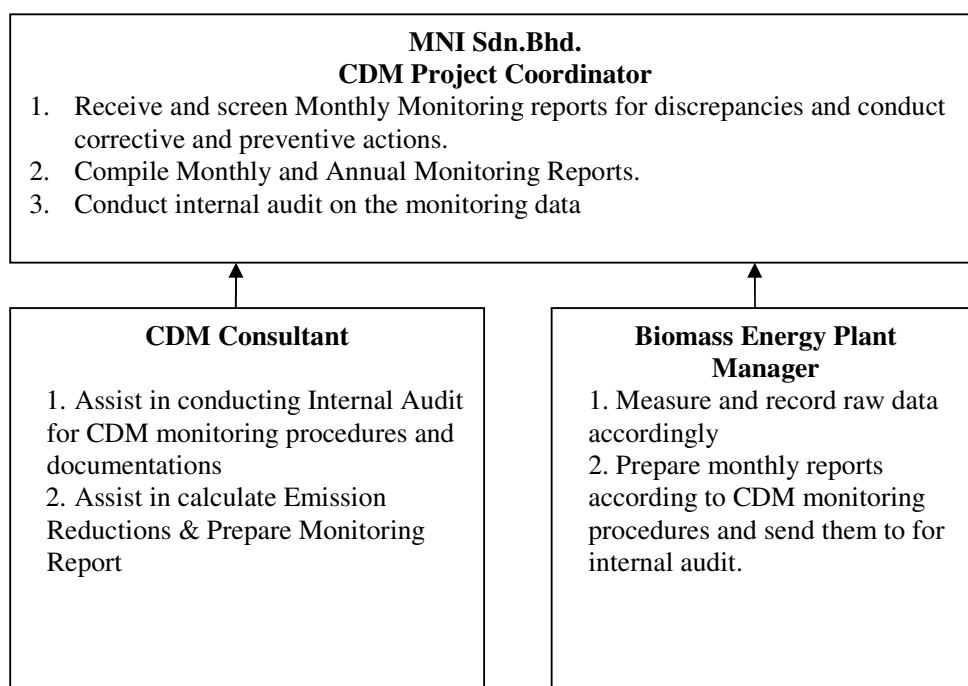 MNI Sdn.Bhd.
CDM Project Coordinator
1. Receive and screen Monthly Monitoring reports for discrepancies and conduct
corrective and preventive actions.
2. Compile Monthly and Annual Monitoring Reports.
3. Conduct internal audit on the monitoring data
CDM Consultant
1. Assist in conducting Internal Audit
for CDM monitoring procedures and
documentations
2. Assist in calculate Emission
Reductions & Prepare Monitoring
Report
Biomass Energy Plant
Manager
1. Measure and record raw data
accordingly
2. Prepare monthly reports
according to CDM monitoring
procedures and send them to for
internal audit.